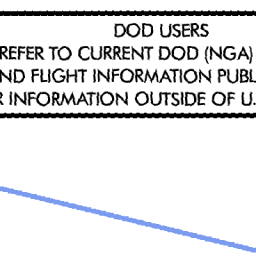 DOD USERS
REFER TO CURRENT DOD (NGA)
ND FLIGHT INFORMATION PUBL
R INFORMATION OUTSIDE OF U.